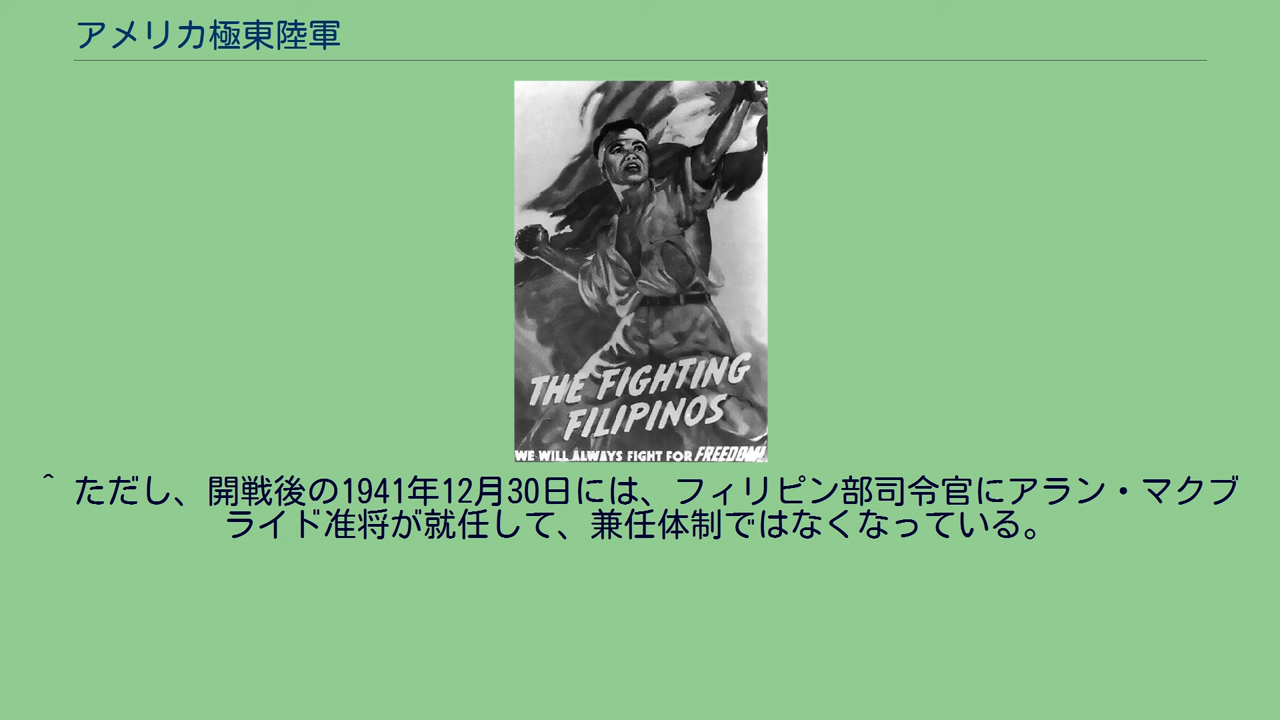 アメリカ極東陸軍
THE FIGHTING
FILIPINOS
WE WILL ALWAYS FIGHT FOR FREEDOM!
^ ただし、開戦後の1941年12月30日には、フィリピン部司令官にアラン・マクブ
ライド准将が就任して、兼任体制ではなくなっている。